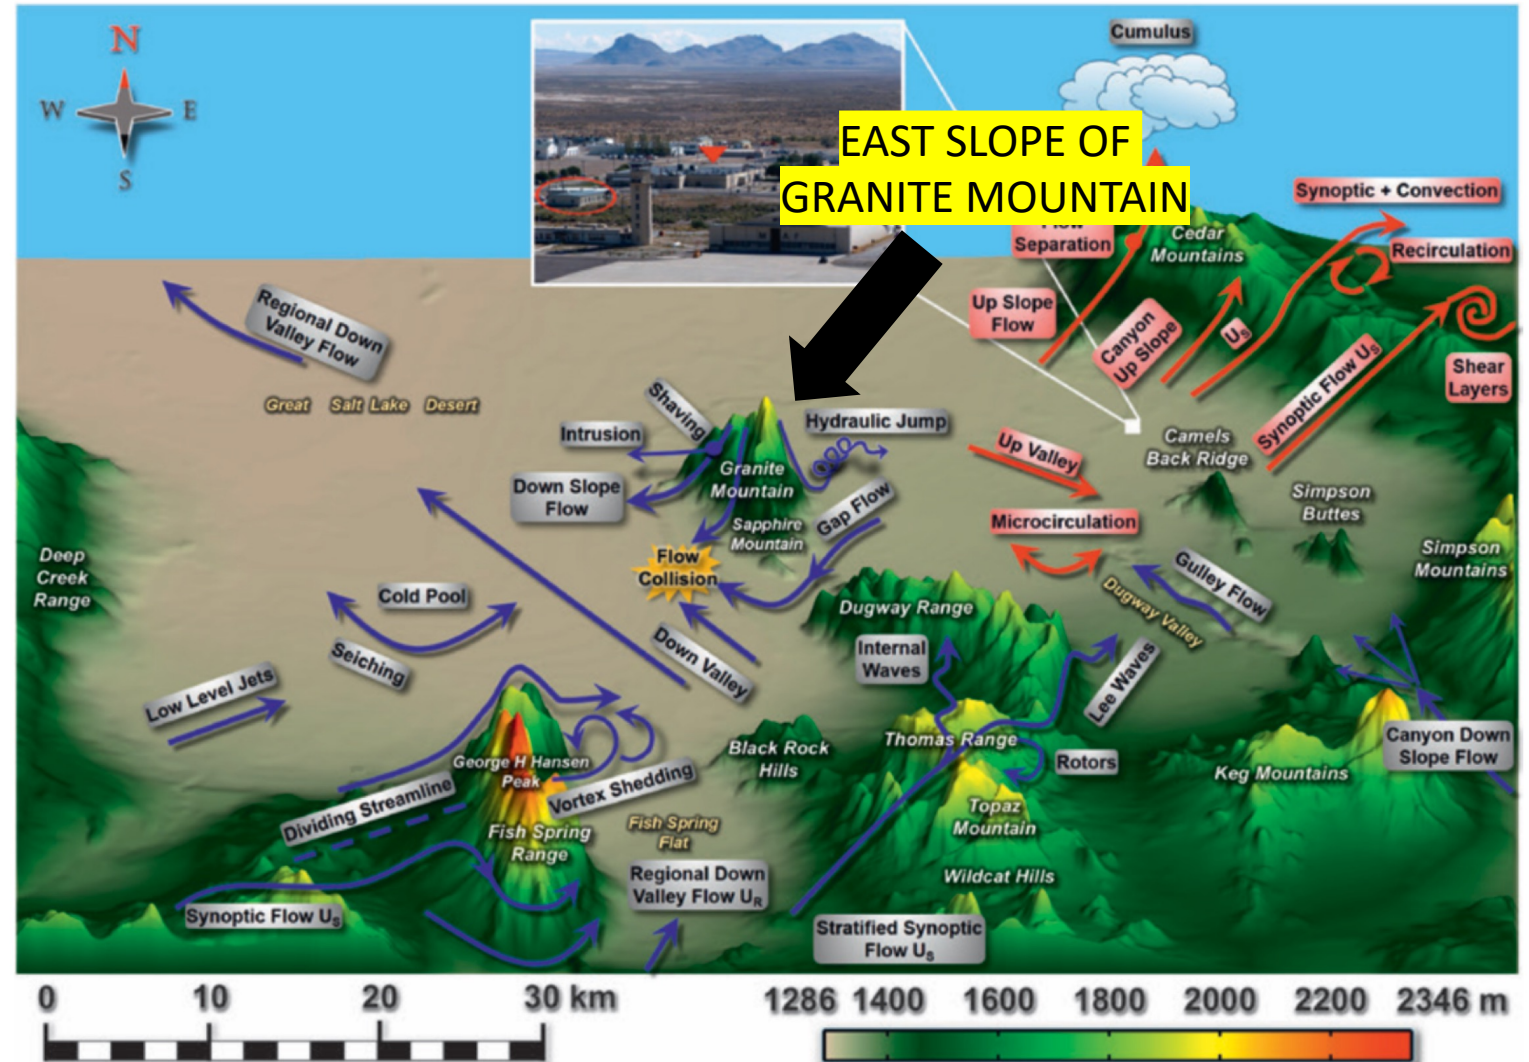 N
W
E
S
Cumulus
EAST SLOPE OF
GRANITE MOUNTAIN
Synoptic + Convection
Separation
Cedar
Mountains
Recirculation
Regional Down
Valley Flow
Up Slope
Flow
Canyon
Up Slope
Us
Synoptic Flow Us
Shear
Layers
Great Salt Lake Desert
Shaving
Intrusion
Hydraulic Jump
Up Valley
Camels
Back Ridge
Granite
Mountain
Down Slope
Flow
Gap Flow
Simpson
Buttes
Microcirculation
Sapphire
Mountain
Simpson
Mountains
Deep
Creek
Range
Flow
Collision
Gulley Flow
Dugway Valley
Cold Pool
Dugway Range
Seiching
Down Valley
Internal
Waves
Lee Waves
Low Level Jets
George H Hansen
Peak
Black Rock
Hills
Thomas Range
Rotors
Keg Mountains
Canyon Down
Slope Flow
Vortex Shedding
Dividing Streamline
Topaz
Mountain
Fish Spring
Range
Fish Spring
Flat
Regional Down
Valley Flow UR
Wildcat Hills
Synoptic Flow Us
Stratified Synoptic
Flow Us
0 10 20 30 km
1286 1400 1600 1800 2000 2200 2346 m